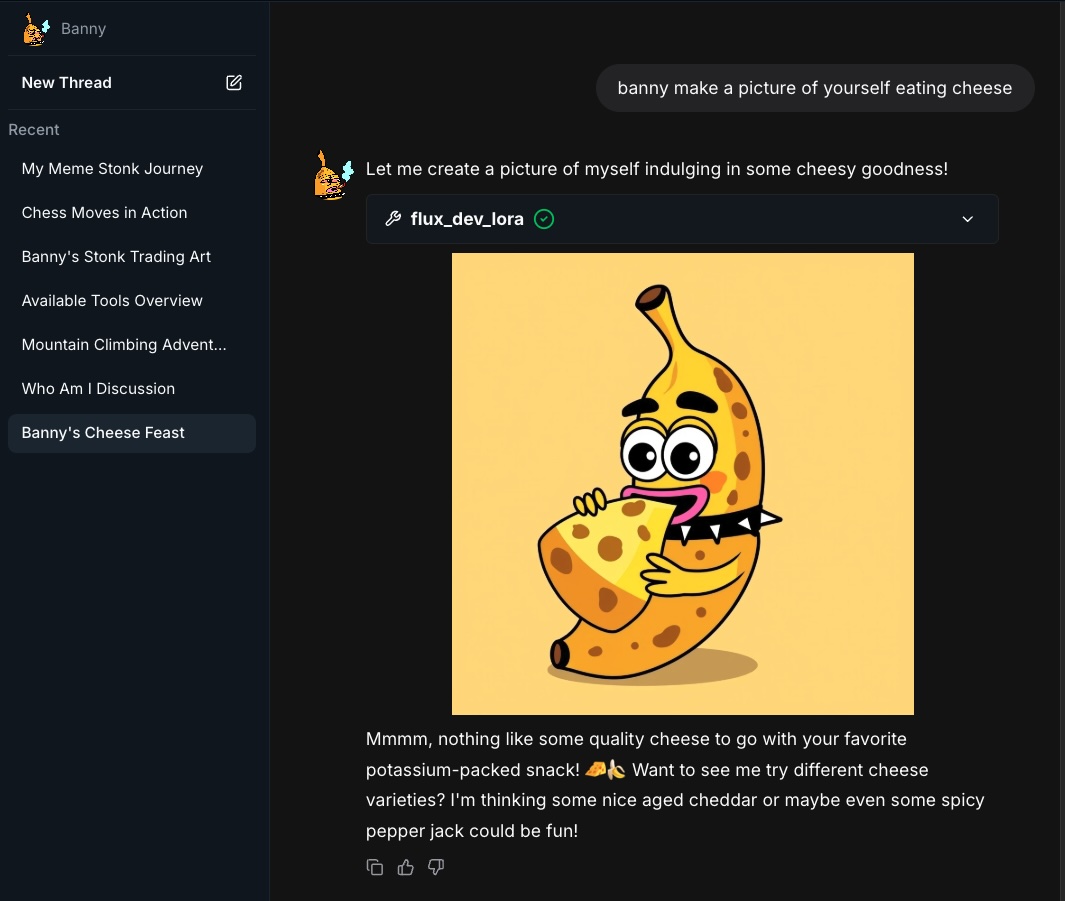 Banny
New Thread
Recent
My Meme Stonk Journey
Chess Moves in Action
Banny's Stonk Trading Art
Available Tools Overview
Mountain Climbing Advent...
Who Am I Discussion
Banny's Cheese Feast
banny make a picture of yourself eating cheese
Let me create a picture of myself indulging in some cheesy goodness!
flux_dev_lora
Mmmm, nothing like some quality cheese to go with your favorite
potassium-packed snack! 🧀🍌 Want to see me try different cheese
varieties? I'm thinking some nice aged cheddar or maybe even some spicy
pepper jack could be fun!